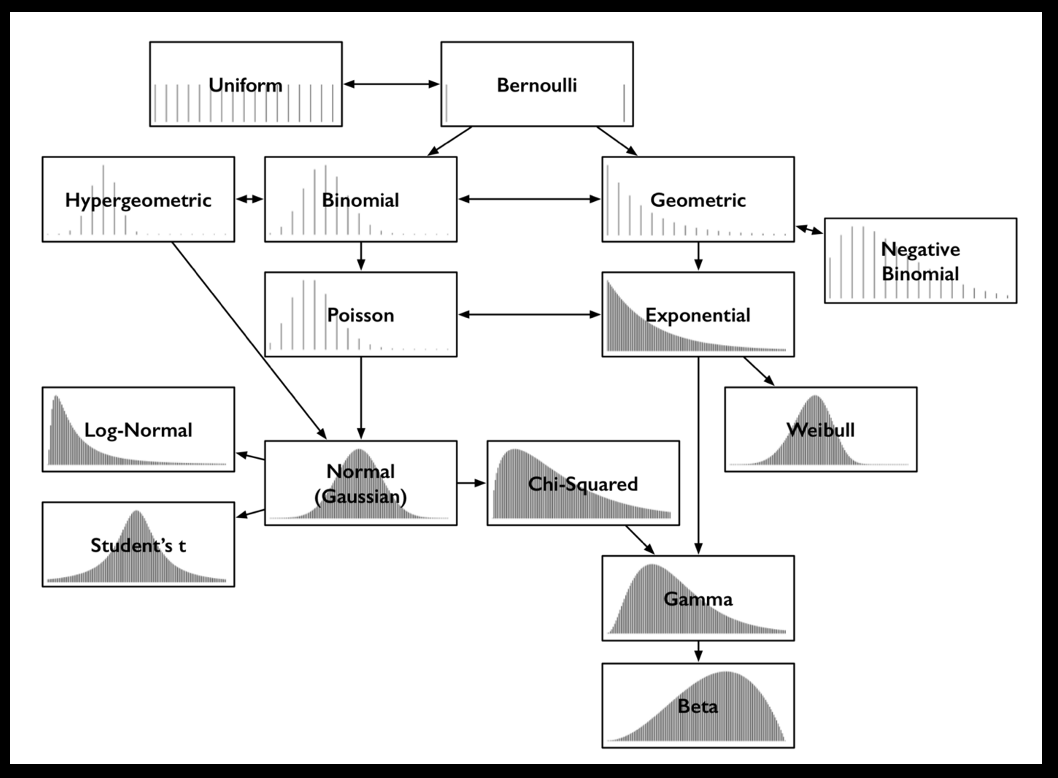 Uniform
Bernoulli
Hypergeometric
Binomial
Geometric
Negative
Binomial
Poisson
Exponential
Log-Normal
Weibull
Normal
(Gaussian)
Chi-Squared
Student’s t
Gamma
Beta